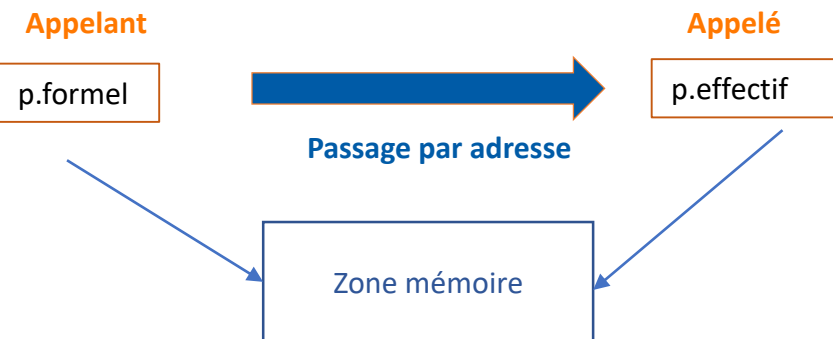 Appelant
Appelé
p.formel
p.effectif
Passage par adresse
Zone mémoire